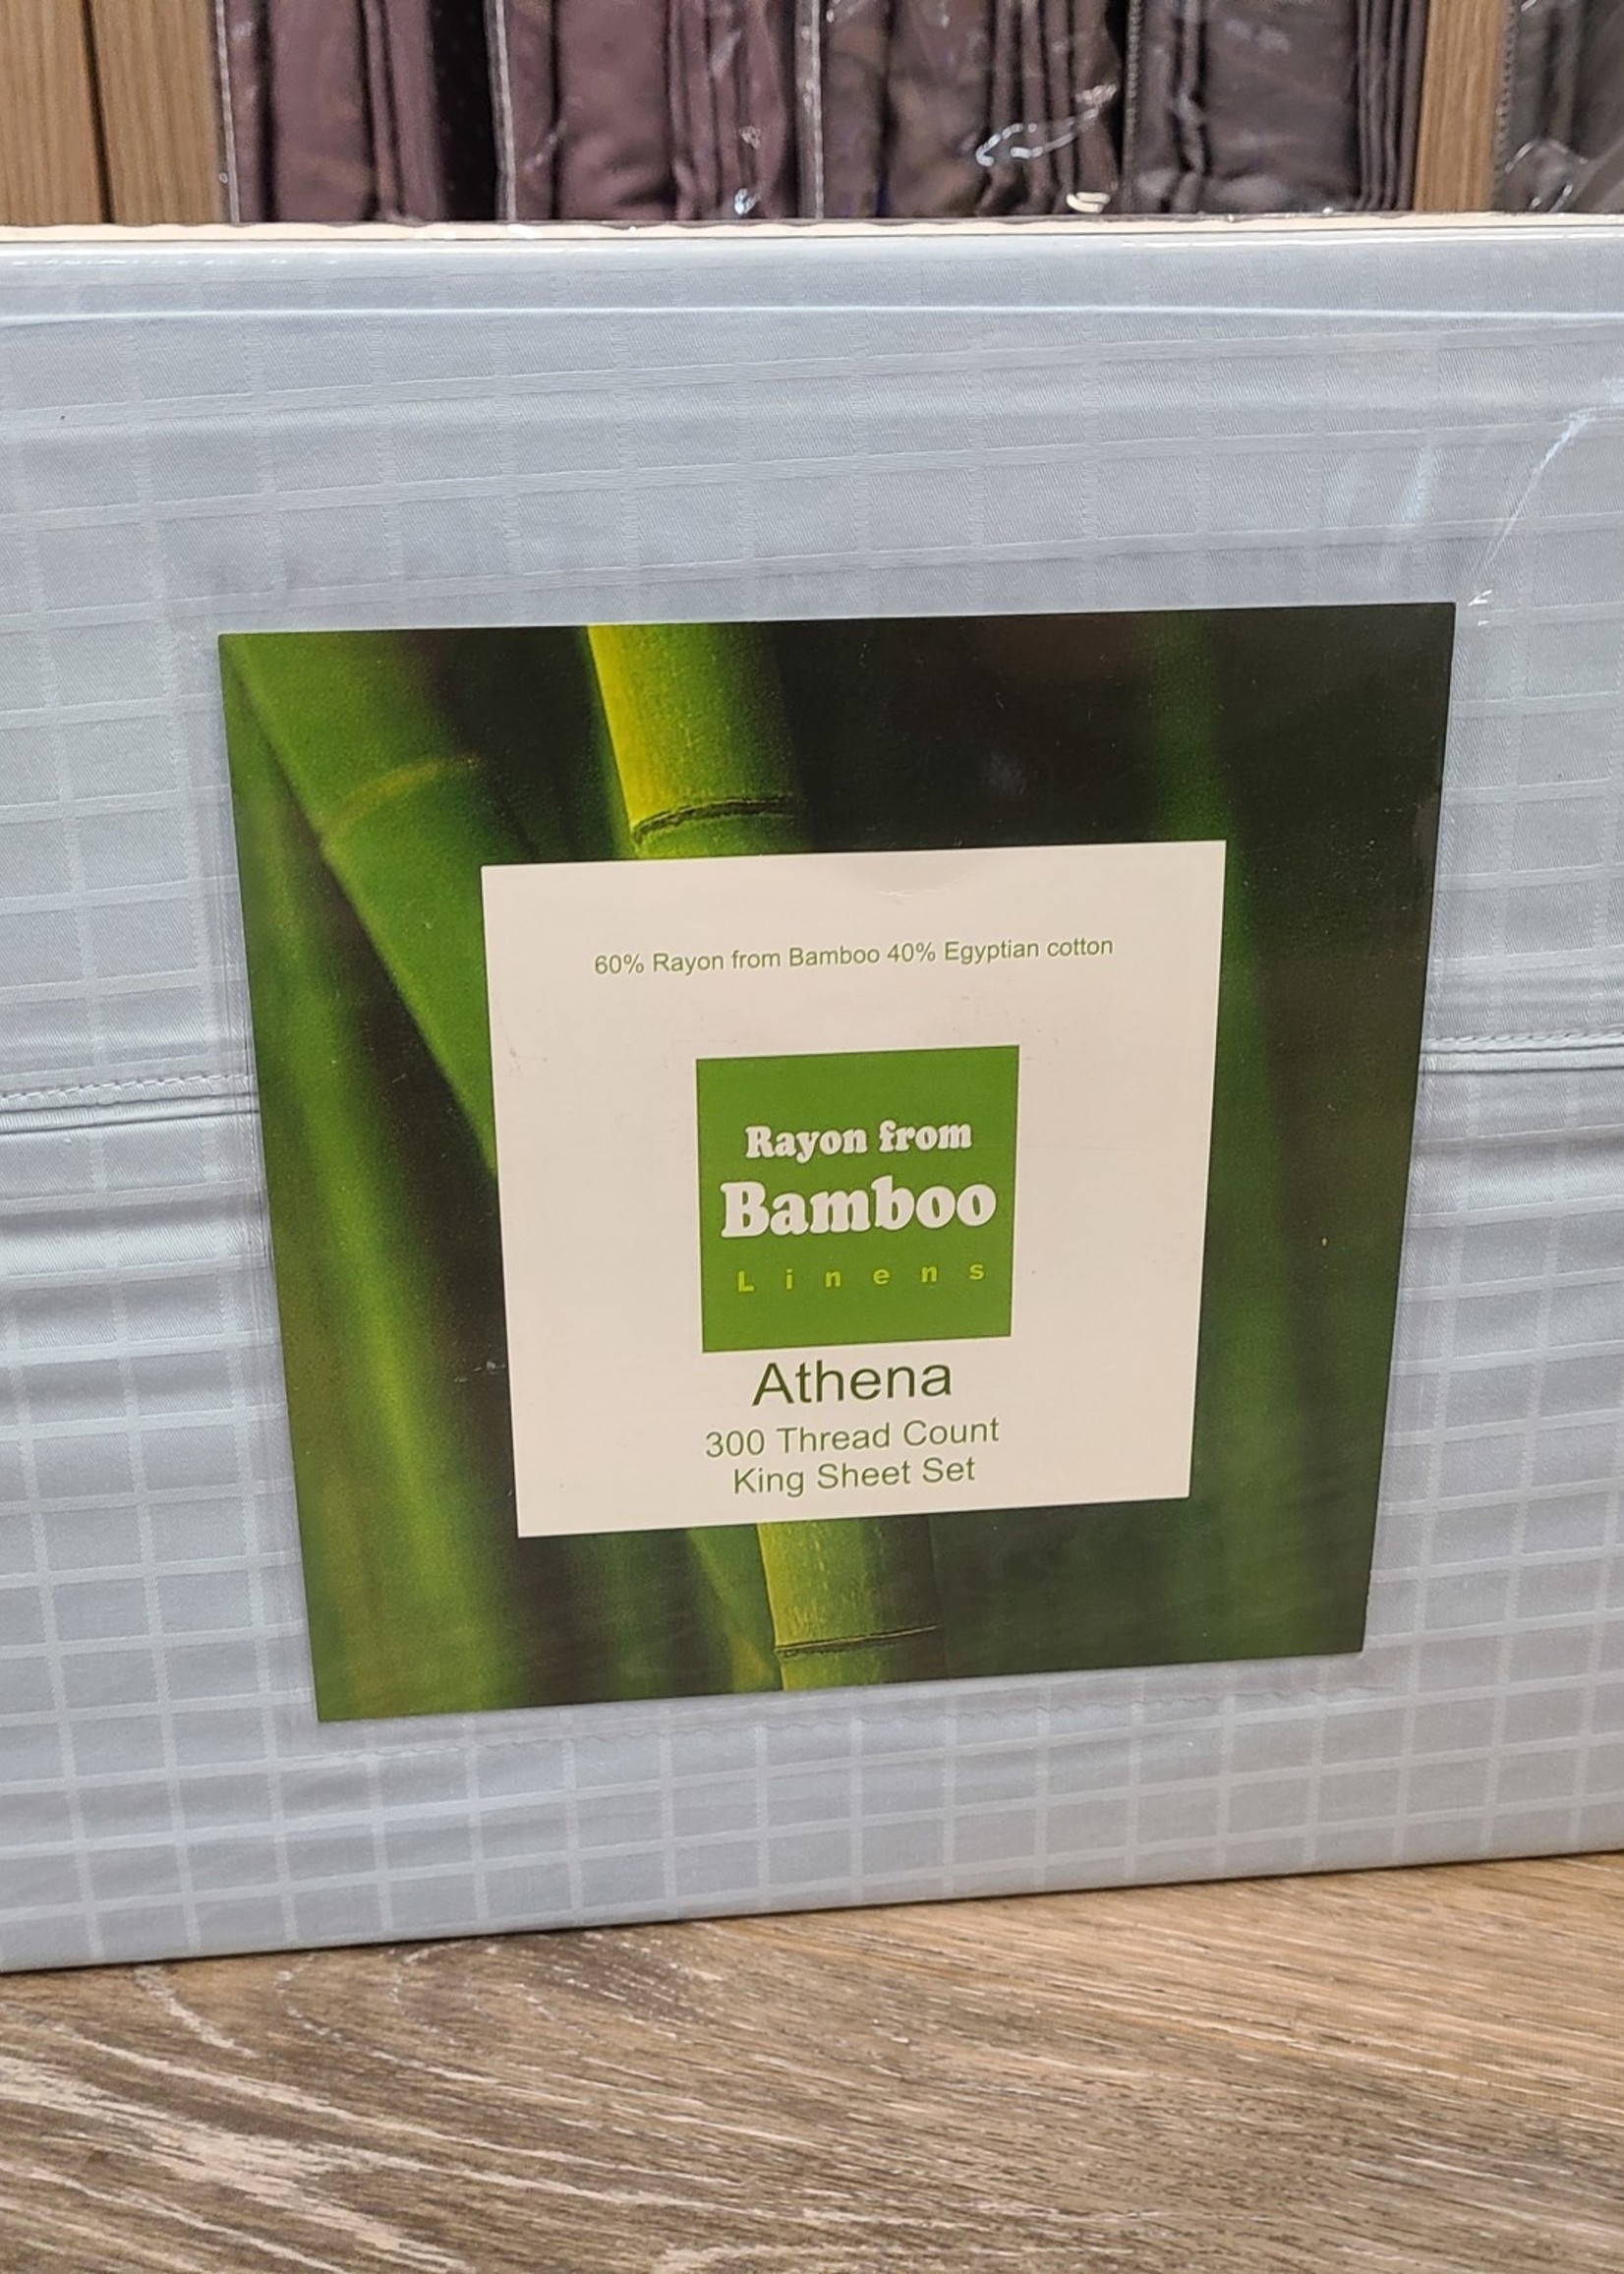 60% Rayon from Bamboo 40% Egyptian cotton
Rayon from
Bamboo
Linens
Athena
300 Thread Count
King Sheet Set